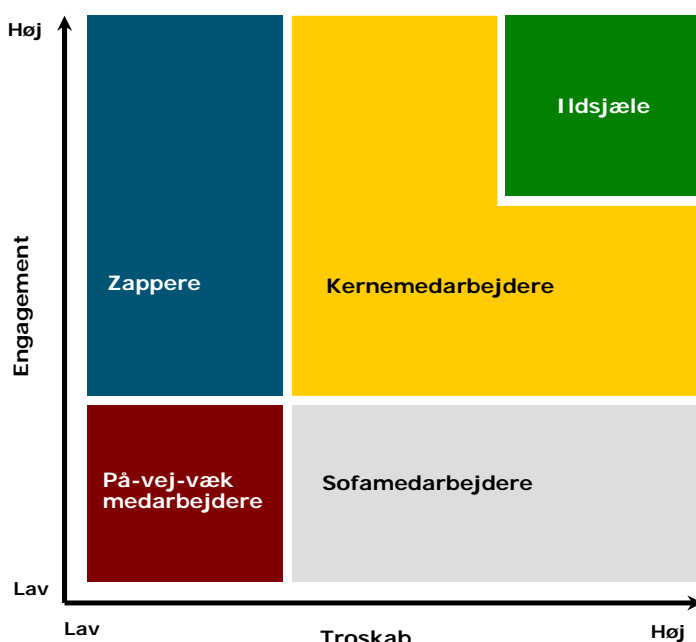 Høj
Ildsjæle
Engagement
Zappere
Kernemedarbejdere
På-vej-væk
medarbejdere
Sofamedarbejdere
Lav
Lav
Troskab
Høj